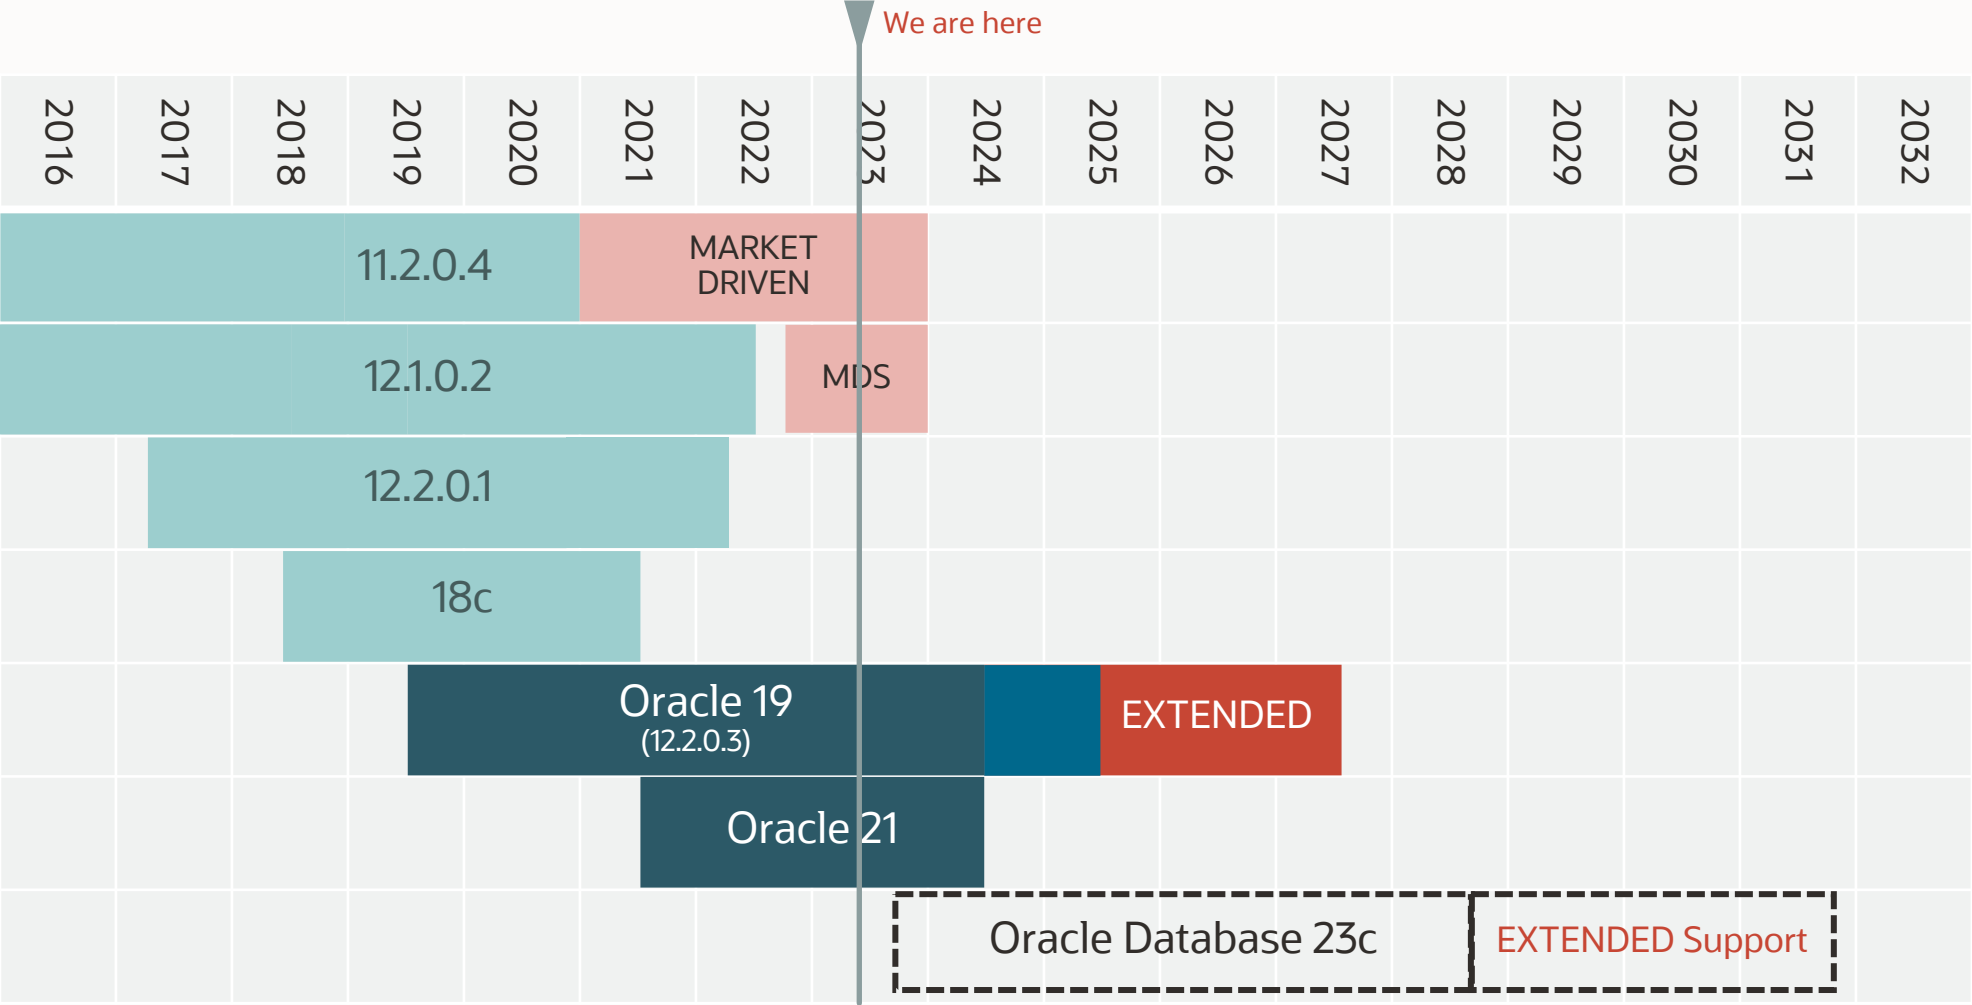 We are here
2016
2017
2018
2019
2020
2021
2022
2023
2024
2025
2026
2027
2028
2029
2030
2031
2032
11.2.0.4
MARKET
DRIVEN
12.1.0.2
MDS
12.2.0.1
18c
Oracle 19
(12.2.0.3)
EXTENDED
Oracle 21
Oracle Database 23c
EXTENDED Support